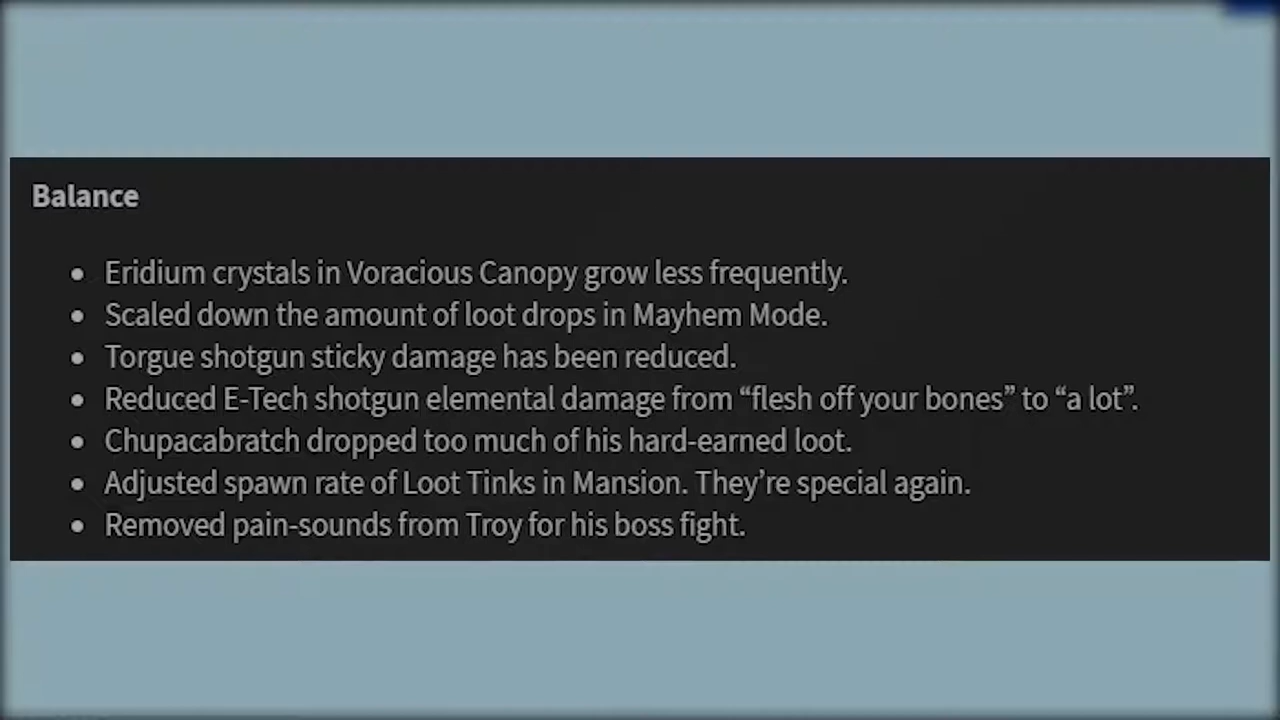 Balance
• Eridium crystals in Voracious Canopy grow less frequently.
• Scaled down the amount of loot drops in Mayhem Mode.
• Torgue shotgun sticky damage has been reduced.
• Reduced E-Tech shotgun elemental damage from “flesh off your bones” to “a lot”.
• Chupacabratch dropped too much of his hard-earned loot.
• Adjusted spawn rate of Loot Tinks in Mansion. They’re special again.
• Removed pain-sounds from Troy for his boss fight.